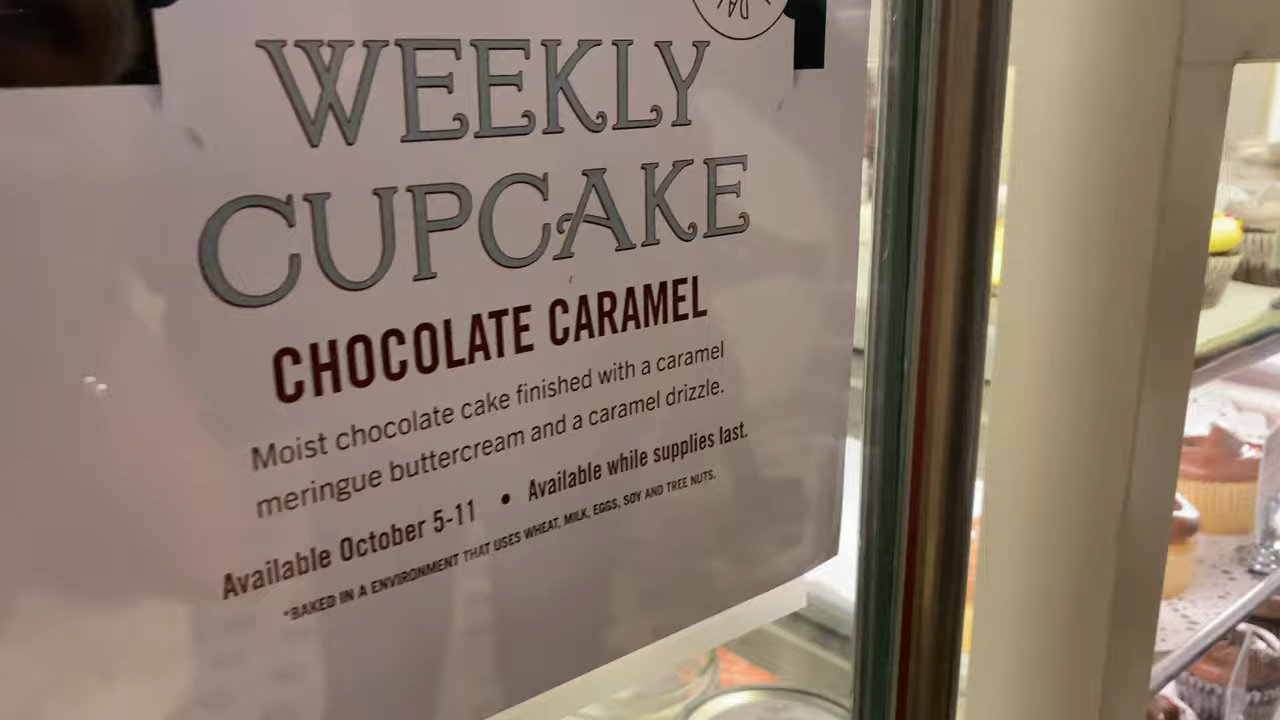 WEEKLY
CUPCAKE
CHOCOLATE CARAMEL
Moist chocolate cake finished with a caramel
meringue buttercream and a caramel drizzle.
Available October 5-11 • Available while supplies last.
*BAKED IN A ENVIRONMENT THAT USES WHEAT, MILK, EGGS, SOY AND TREE NUTS.